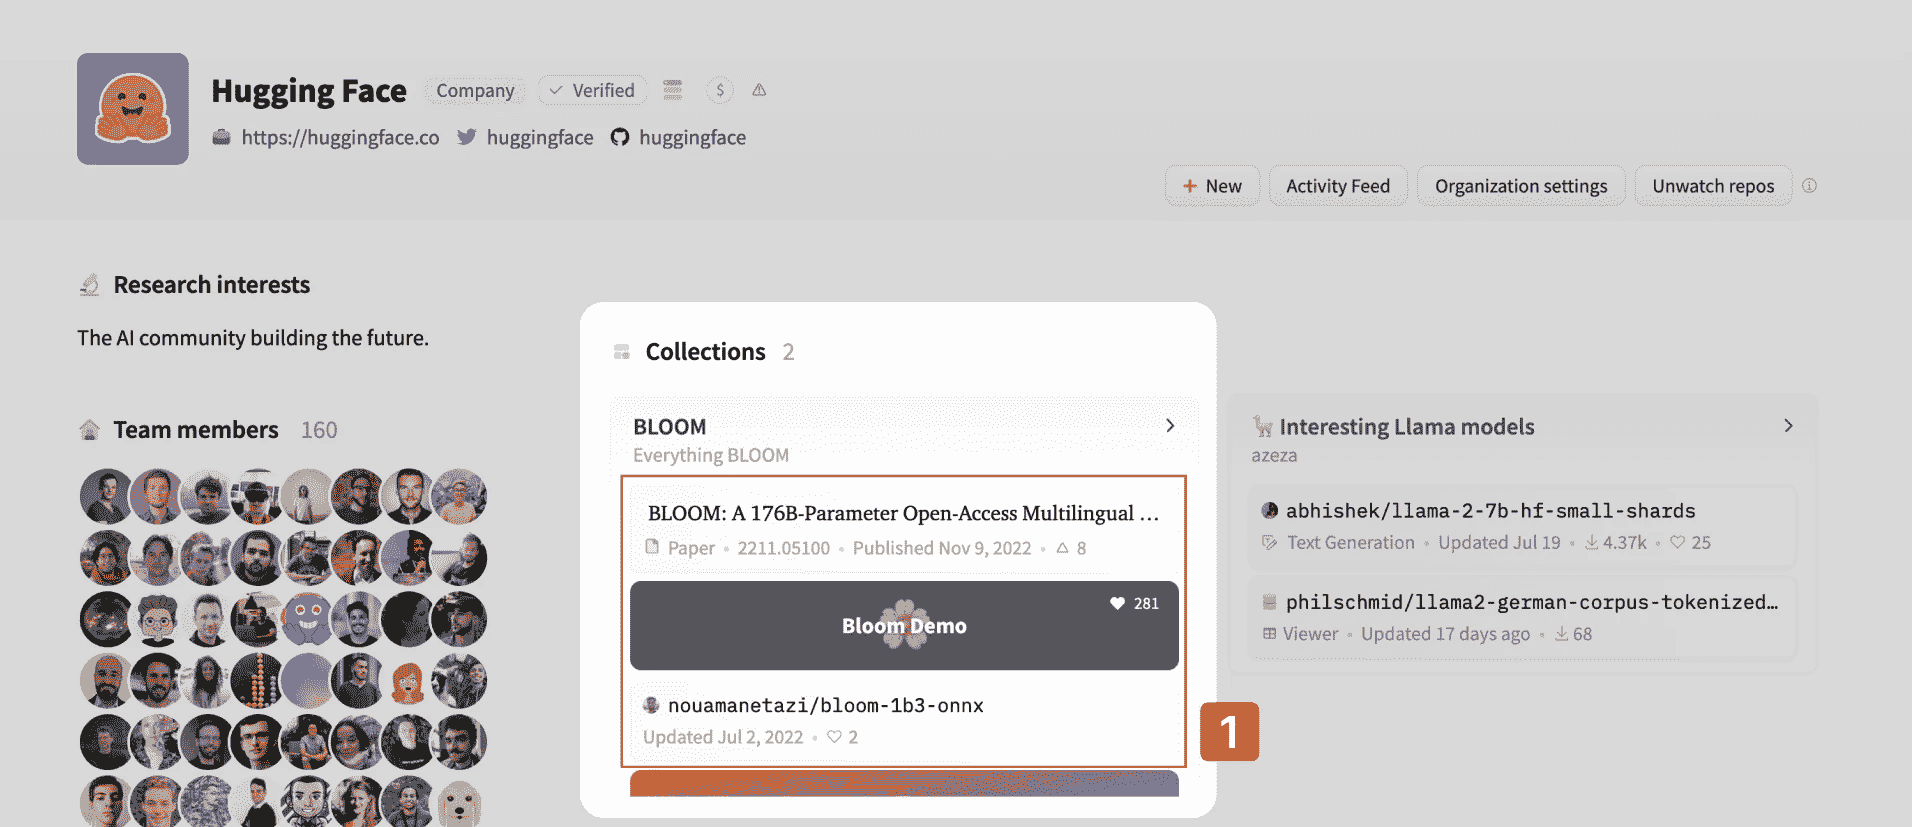 Hugging Face Company Verified $
https://huggingface.co huggingface huggingface
+ New Activity Feed Organization settings Unwatch repos
Research interests
The AI community building the future.
Team members 160
Collections 2
BLOOM
Everything BLOOM
BLOOM: A 176B-Parameter Open-Access Multilingual ...
Paper • 2211.05100 • Published Nov 9, 2022 • 8
281
Bloom Demo
nouamanetazi/bloom-1b3-onnx
Updated Jul 2, 2022 • 2
1
Interesting Llama models
azeza
abhishek/llama-2-7b-hf-small-shards
Text Generation • Updated Jul 19 • 4.37k • 25
philschmid/llama2-german-corpus-tokenized...
Viewer • Updated 17 days ago • 68